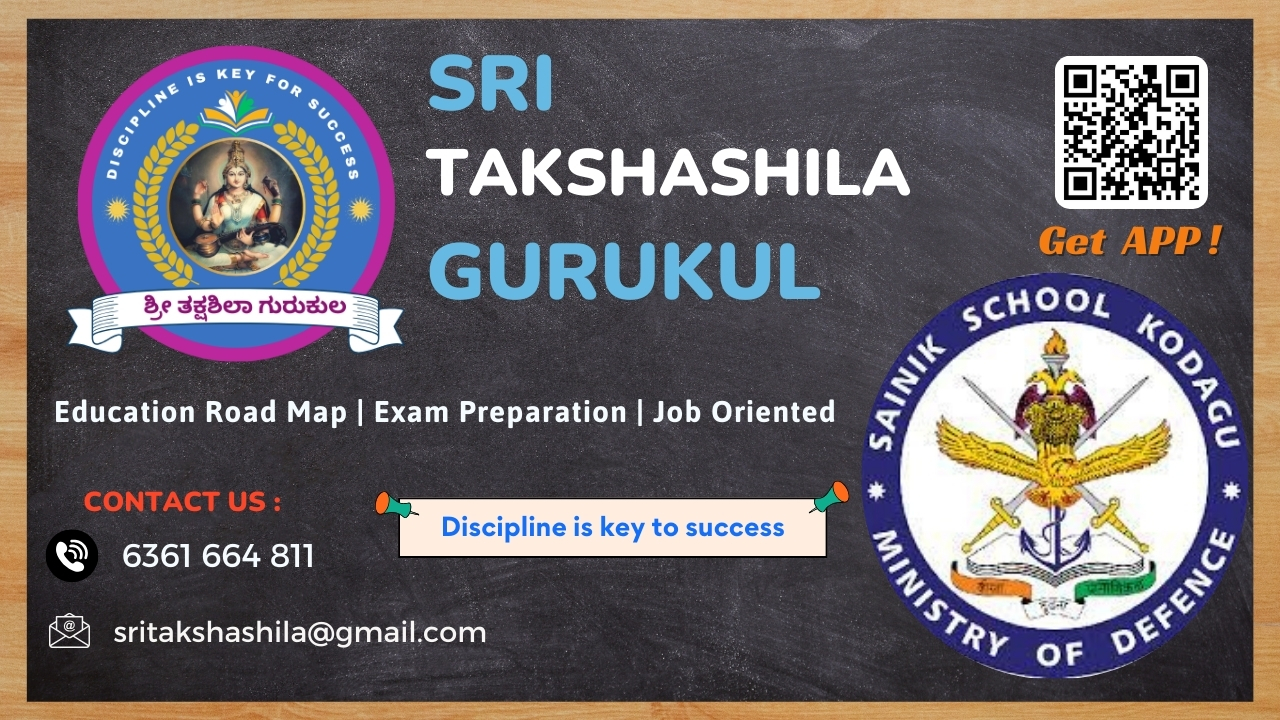 DISCIPLINE IS KEY FOR SUCCESS
ಶ್ರೀ ತಕ್ಷಶಿಲಾ ಗುರುಕುಲ
SRI
TAKSHASHILA
GURUKUL
Get APP!
SAINIK SCHOOL KODAGU
MINISTRY OF DEFENCE
Education Road Map | Exam Preparation | Job Oriented
CONTACT US :
6361 664 811
Discipline is key to success
sritakshashila@gmail.com